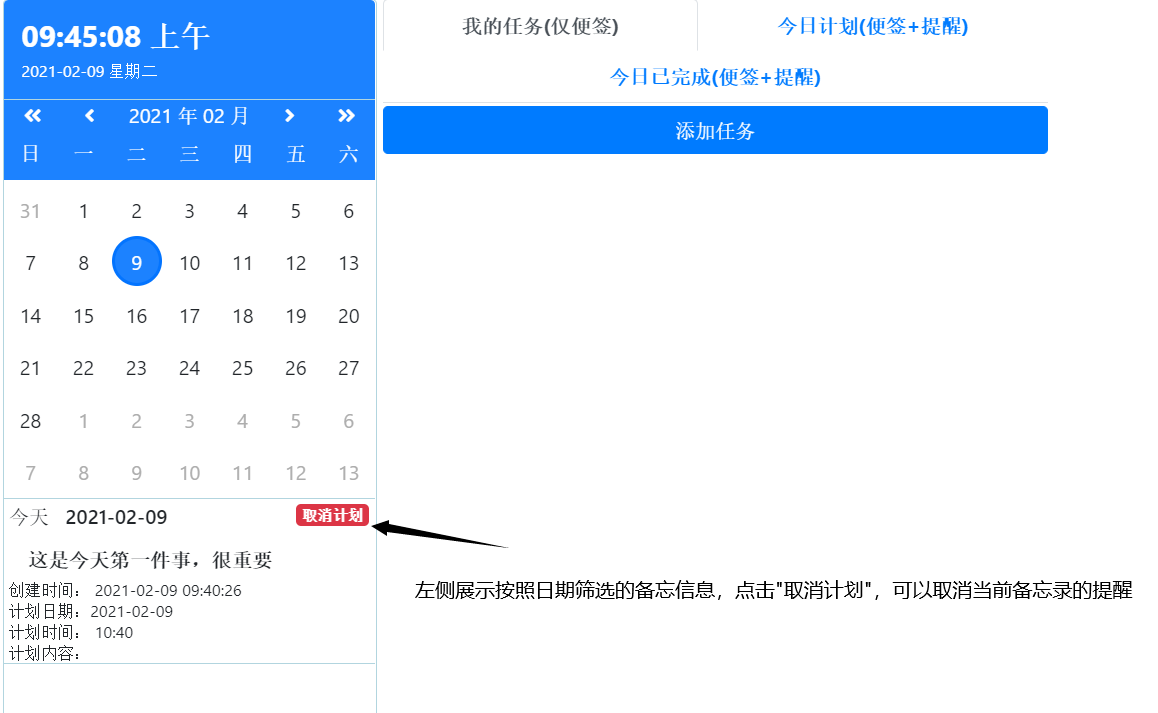 09:45:08 上午
2021-02-09 星期二
2021 年 02 月
日 一 二 三 四 五 六
31 1 2 3 4 5 6
7 8 9 10 11 12 13
14 15 16 17 18 19 20
21 22 23 24 25 26 27
28 1 2 3 4 5 6
7 8 9 10 11 12 13
今天 2021-02-09 取消计划
这是今天第一件事，很重要
创建时间： 2021-02-09 09:40:26
计划日期：2021-02-09
计划时间： 10:40
计划内容：
我的任务(仅便签) 今日计划(便签+提醒)
今日已完成(便签+提醒)
添加任务
左侧展示按照日期筛选的备忘信息，点击"取消计划"，可以取消当前备忘录的提醒